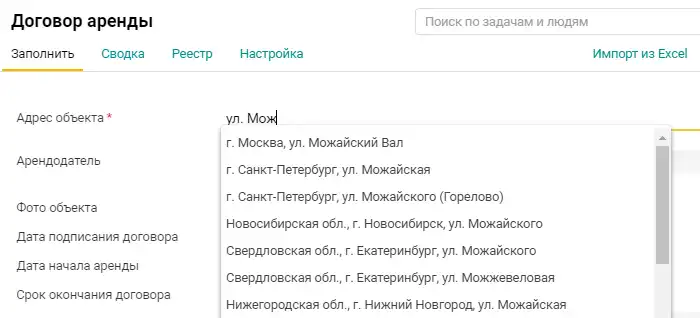 Договор аренды
Поиск по задачам и людям
Заполнить Сводка Реестр Настройка Импорт из Excel
Адрес объекта * ул. Мож
г. Москва, ул. Можайский Вал
Арендодатель
г. Санкт-Петербург, ул. Можайская
г. Санкт-Петербург, ул. Можайского (Горелово)
Фото объекта
Новосибирская обл., г. Новосибирск, ул. Можайского
Дата подписания договора
Свердловская обл., г. Екатеринбург, ул. Можайского
Дата начала аренды
Свердловская обл., г. Екатеринбург, ул. Можжевеловая
Срок окончания договора
Нижегородская обл., г. Нижний Новгород, ул. Можайская